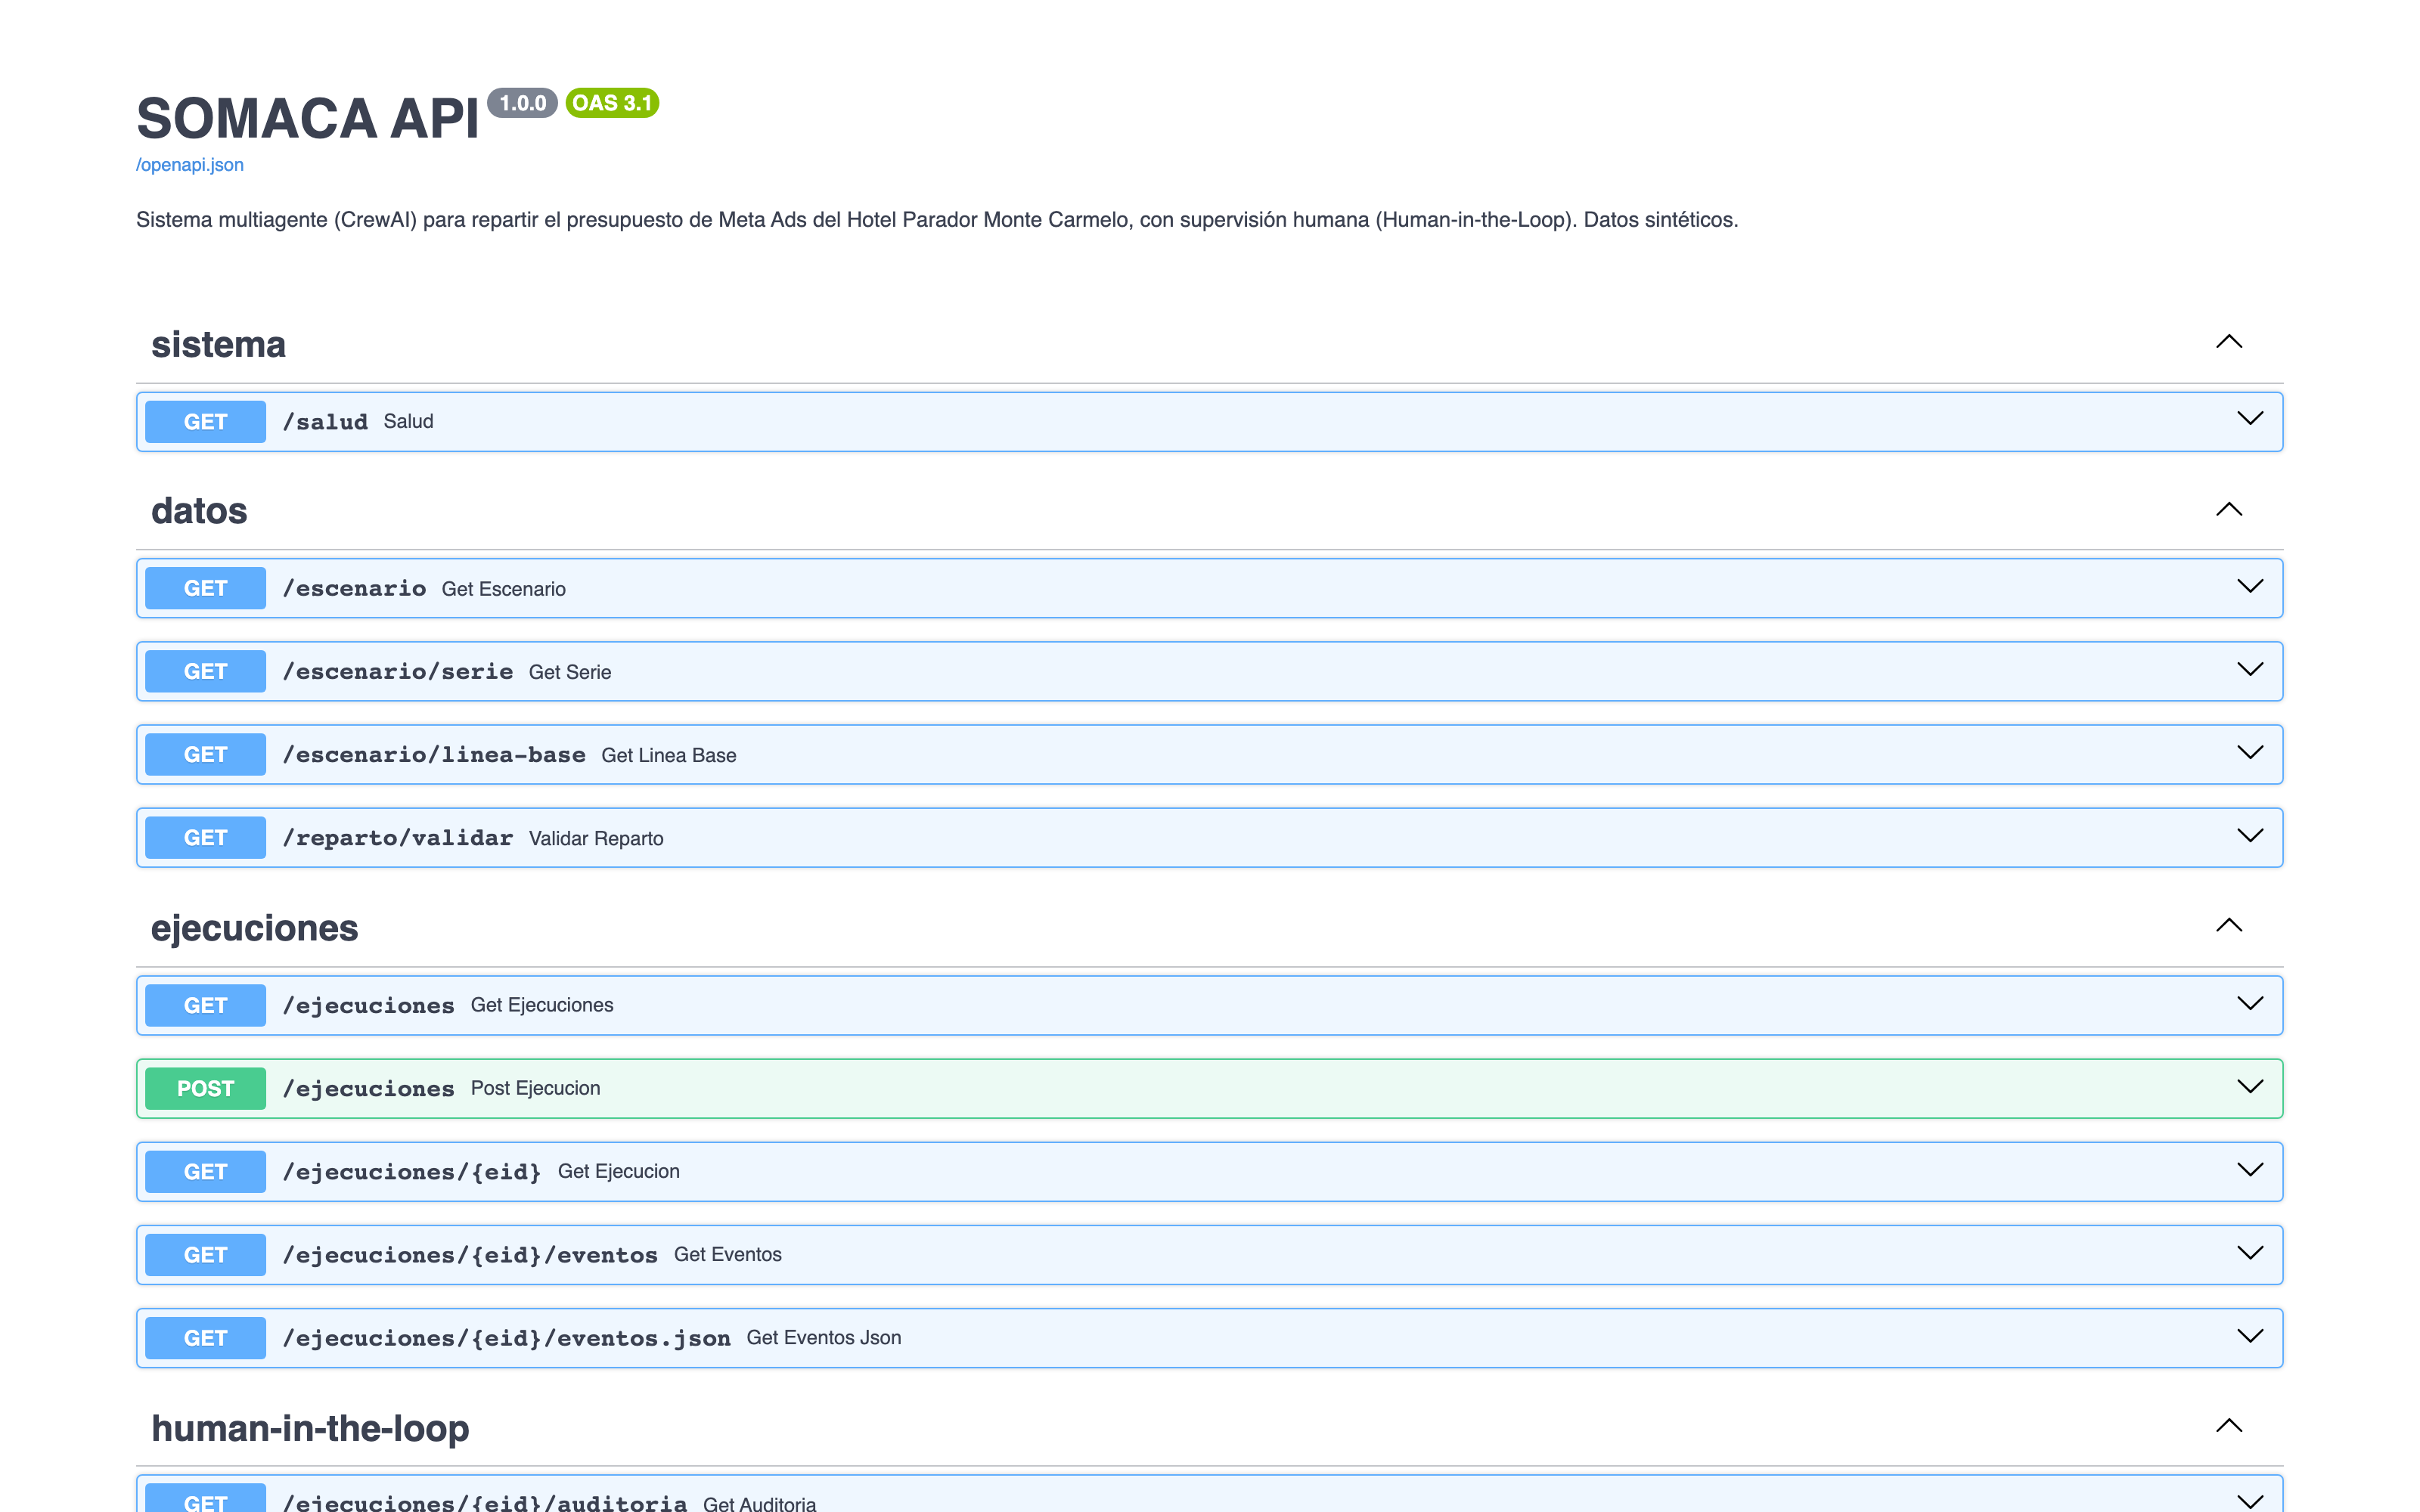 SOMACA API 1.0.0 OAS 3.1
/openapi.json
Sistema multiagente (CrewAI) para repartir el presupuesto de Meta Ads del Hotel Parador Monte Carmelo, con supervisión humana (Human-in-the-Loop). Datos sintéticos.
sistema
GET /salud Salud
datos
GET /escenario Get Escenario
GET /escenario/serie Get Serie
GET /escenario/linea-base Get Linea Base
GET /reparto/validar Validar Reparto
ejecuciones
GET /ejecuciones Get Ejecuciones
POST /ejecuciones Post Ejecucion
GET /ejecuciones/{eid} Get Ejecucion
GET /ejecuciones/{eid}/eventos Get Eventos
GET /ejecuciones/{eid}/eventos.json Get Eventos Json
human-in-the-loop
GET /ejecuciones/{eid}/auditoria Get Auditoria